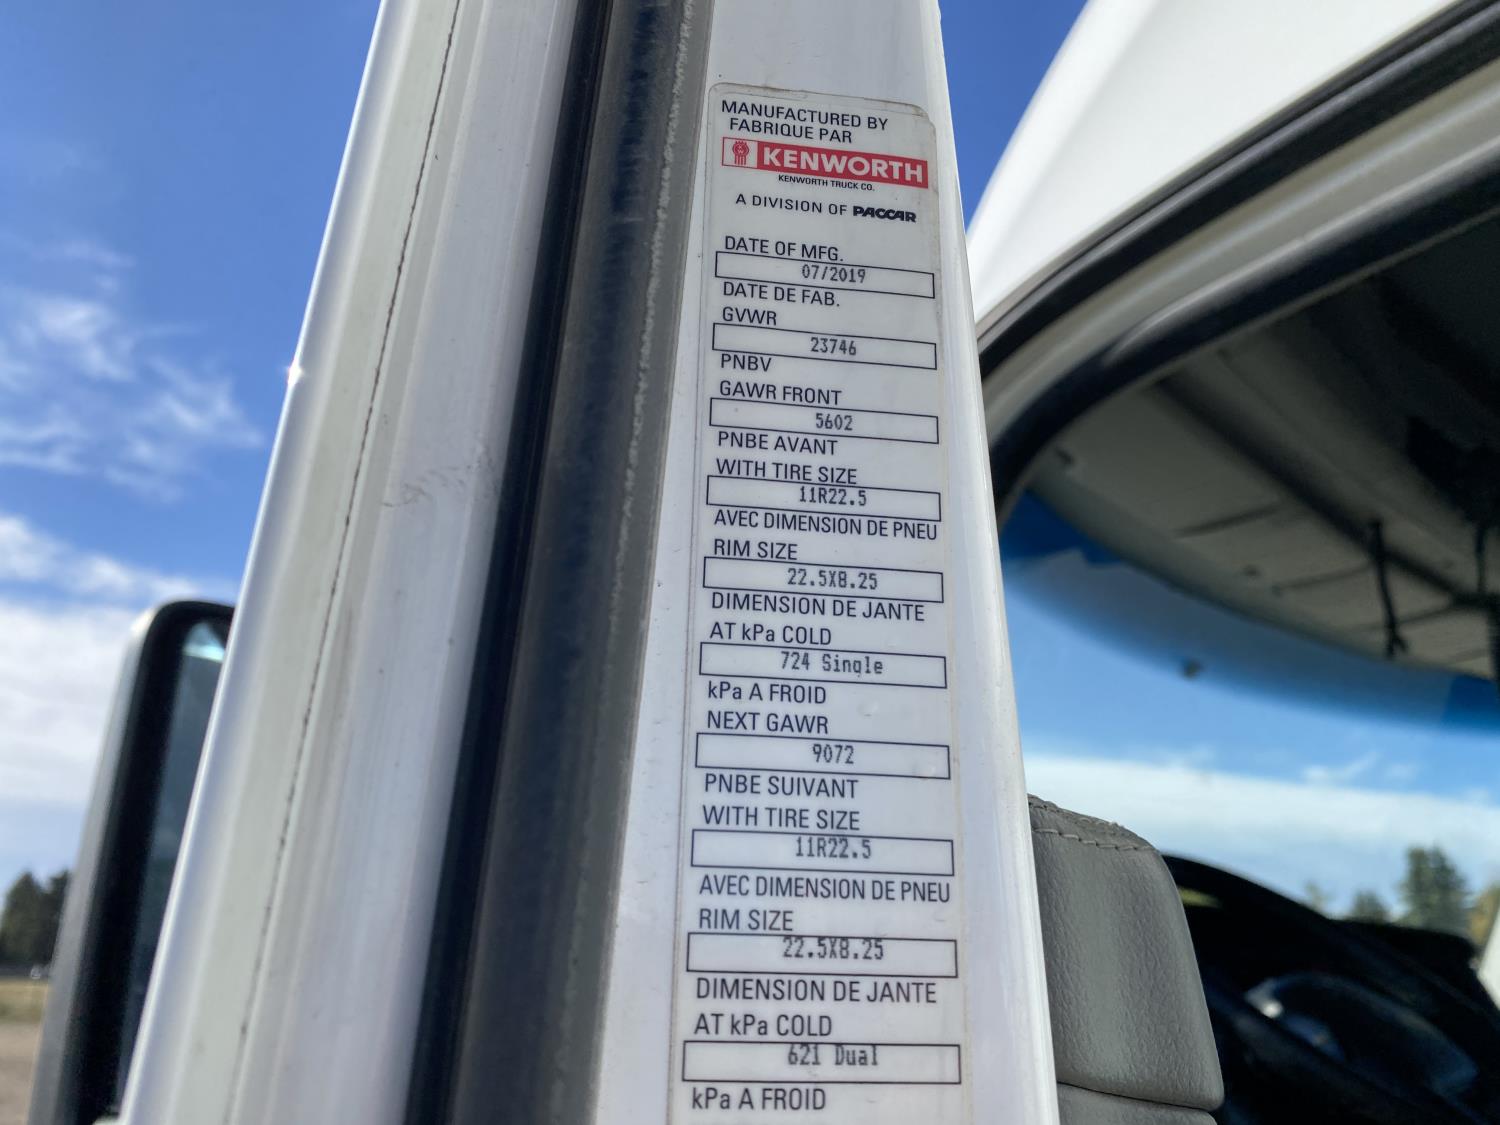 MANUFACTURED BY
FABRIQUE PAR
KENWORTH
KENWORTH TRUCK CO.
A DIVISION OF PACCAR
DATE OF MFG.
07/2019
DATE DE FAB.
GVWR
23746
PNBV
GAWR FRONT
5602
PNBE AVANT
WITH TIRE SIZE
11R22.5
AVEC DIMENSION DE PNEU
RIM SIZE
22.5X8.25
DIMENSION DE JANTE
AT kPa COLD
724 Single
kPa A FROID
NEXT GAWR
9072
PNBE SUIVANT
WITH TIRE SIZE
11R22.5
AVEC DIMENSION DE PNEU
RIM SIZE
22.5X8.25
DIMENSION DE JANTE
AT kPa COLD
621 Dual
kPa A FROID